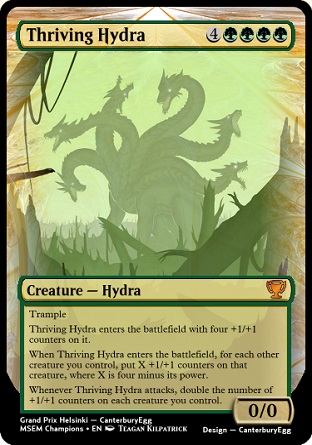 Thriving Hydra 4
Creature — Hydra
Trample
Thriving Hydra enters the battlefield with four +1/+1
counters on it.
When Thriving Hydra enters the battlefield, for each other
creature you control, put X +1/+1 counters on that
creature, where X is four minus its power.
Whenever Thriving Hydra attacks, double the number of
+1/+1 counters on each creature you control.
0/0
Grand Prix Helsinki — CanterburyEgg
MSEM Champions • EN Teagan Kilpatrick
Design — CanterburyEgg